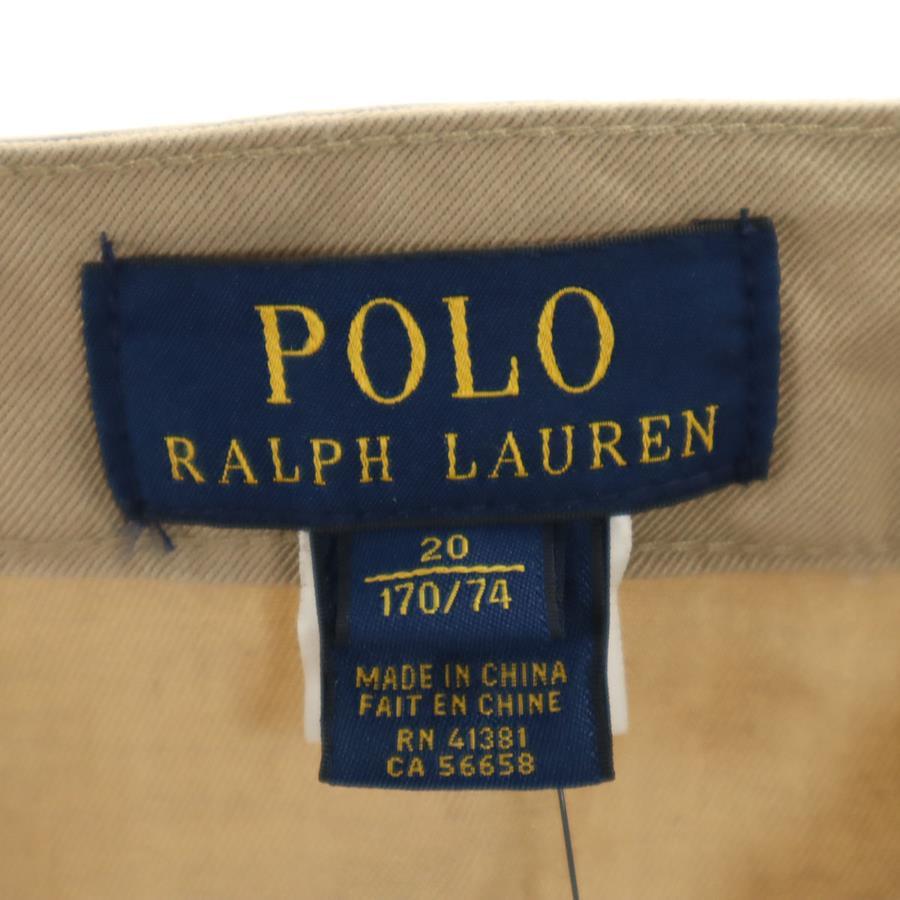 POLO
RALPH LAUREN
20
170/74
MADE IN CHINA
FAIT EN CHINE
RN 41381
CA 56658